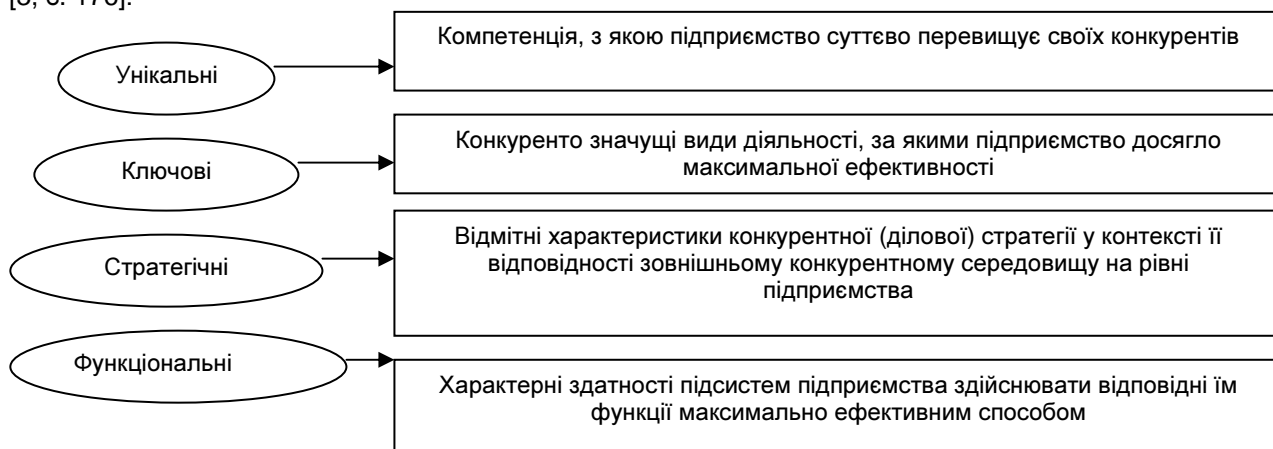 Унікальні
Компетенція, з якою підприємство суттєво перевищує своїх конкурентів
Ключові
Конкуренто значущі види діяльності, за якими підприємство досягло
максимальної ефективності
Стратегічні
Відмітні характеристики конкурентної (ділової) стратегії у контексті її
відповідності зовнішньому конкурентному середовищу на рівні
підприємства
Функціональні
Характерні здатності підсистем підприємства здійснювати відповідні їм
функції максимально ефективним способом